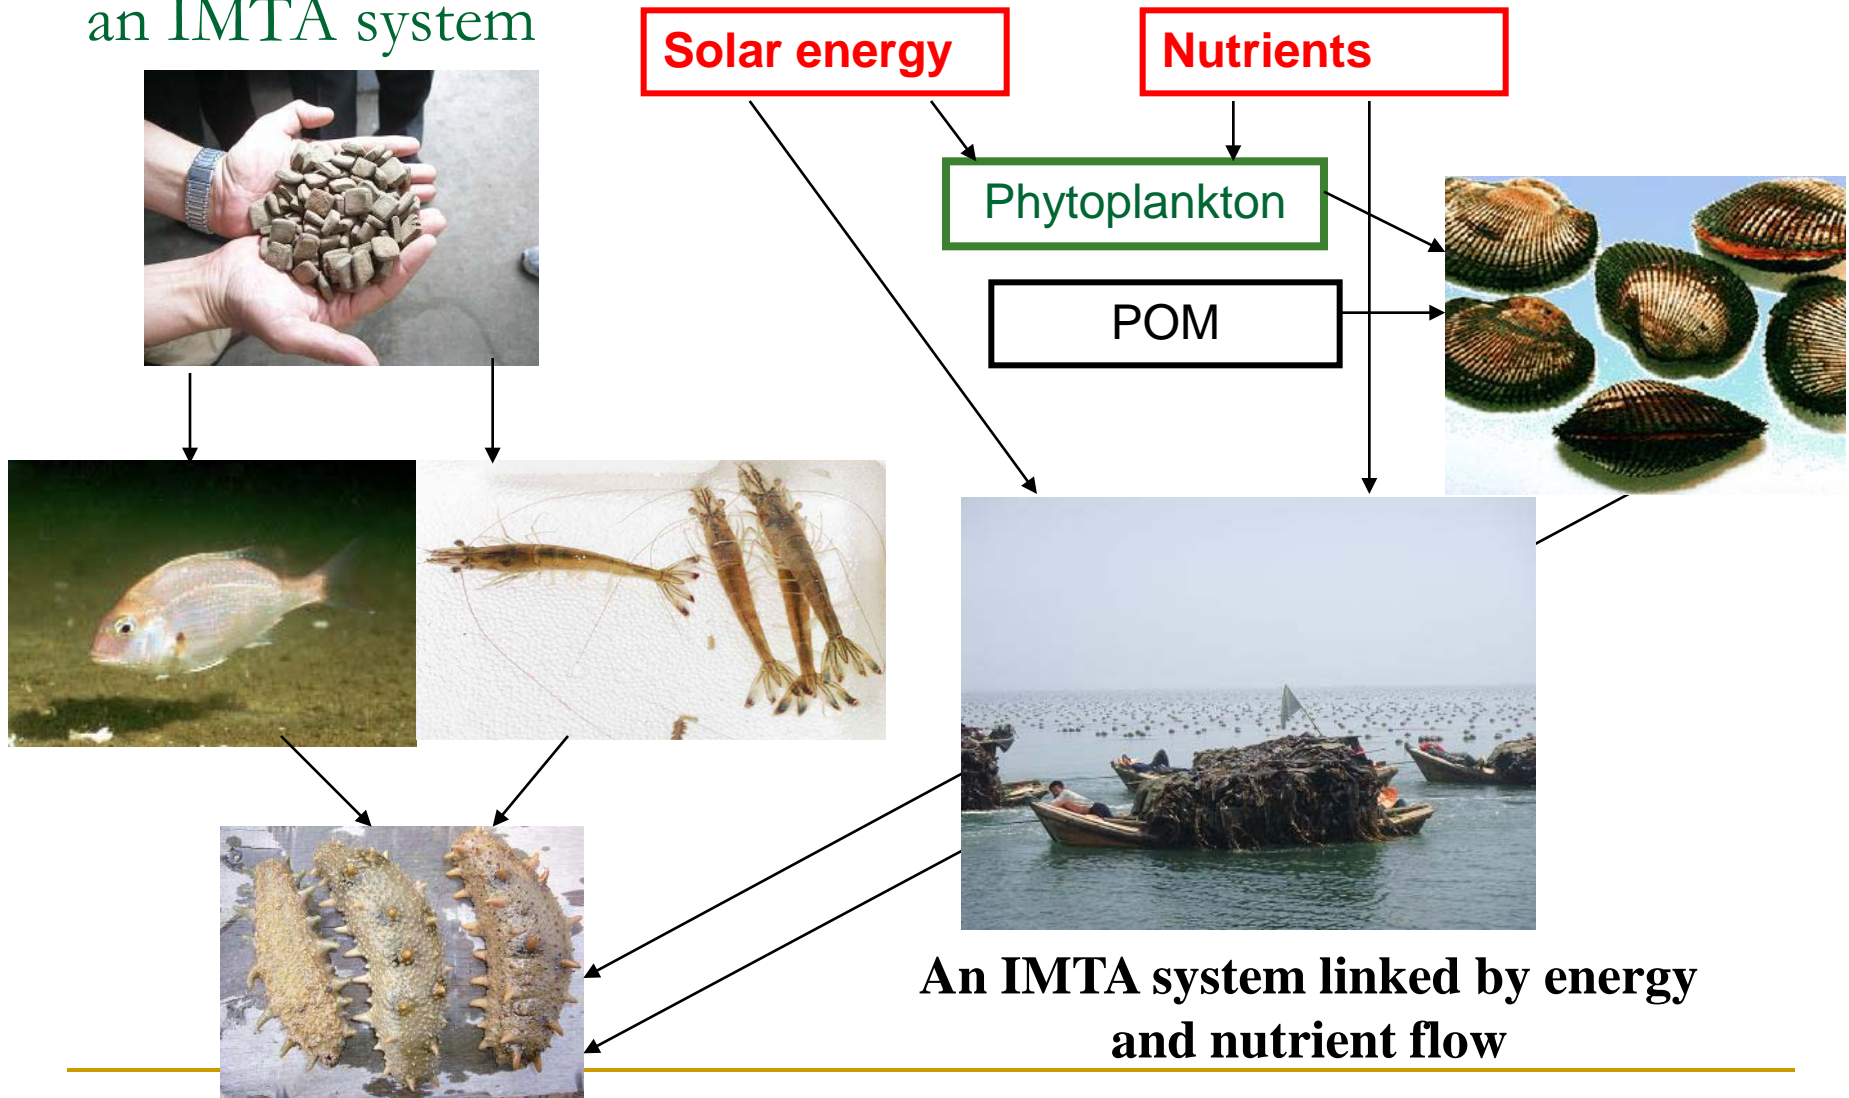 an IMTA system
Solar energy
Nutrients
Phytoplankton
POM
An IMTA system linked by energy
and nutrient flow